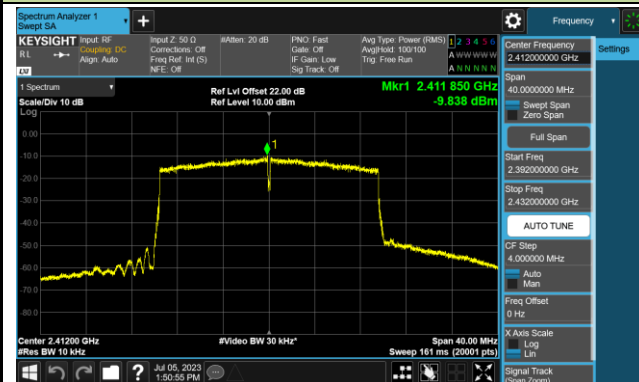 Spectrum Analyzer 1
Swept SA
Frequency
KEYSIGHT
RL
Input: RF
Coupling: DC
Align: Auto
Input Z: 50 Ω
Corrections: Off
Freq Ref: Int (S)
NFE: Off
#Atten: 20 dB
PNO: Fast
Gate: Off
IF Gain: Low
Sig Track: Off
Avg Type: Power (RMS)
Avg|Hold: 100/100
Trig: Free Run
1 2 3 4 5 6
A W W W W W
A N N N N N
1 Spectrum
Scale/Div 10 dB
Log
Ref Lvl Offset 22.00 dB
Ref Level 10.00 dBm
Mkr1 2.411 850 GHz
-9.838 dBm
1
0.00
-10.0
-20.0
-30.0
-40.0
-50.0
-60.0
-70.0
-80.0
Center 2.41200 GHz
#Res BW 10 kHz
#Video BW 30 kHz*
Span 40.00 MHz
Sweep 161 ms (20001 pts)
Jul 05, 2023
1:50:55 PM
Center Frequency
2.412000000 GHz
Settings
Span
40.0000000 MHz
Swept Span
Zero Span
Full Span
Start Freq
2.392000000 GHz
Stop Freq
2.432000000 GHz
AUTO TUNE
CF Step
4.000000 MHz
Auto
Man
Freq Offset
0 Hz
X Axis Scale
Log
Lin
Signal Track
(Span Zoom)